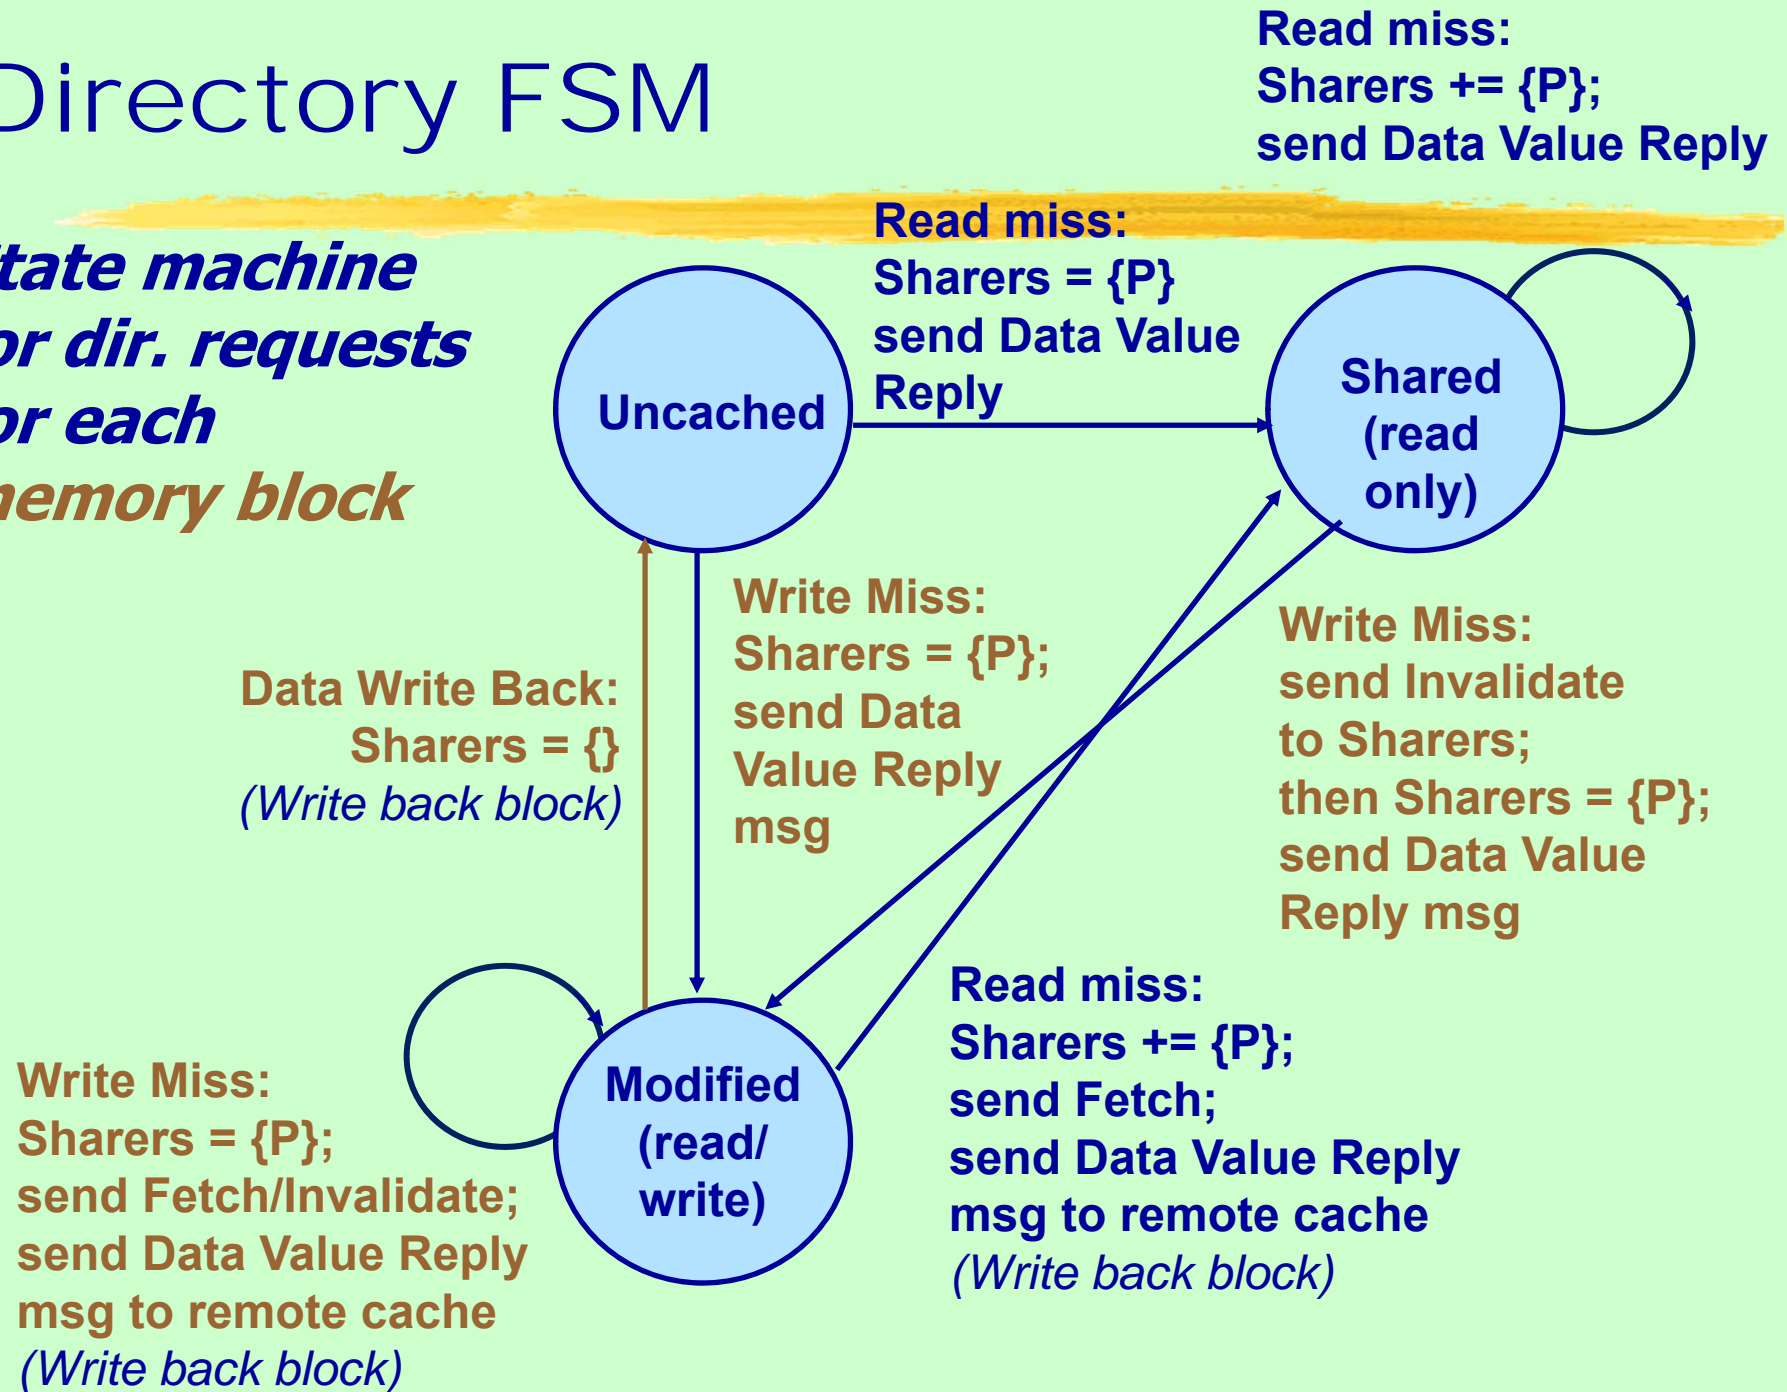 Directory FSM
Read miss:
Sharers += {P};
send Data Value Reply
tate machine
or dir. requests
or each
memory block
Read miss:
Sharers = {P}
send Data Value
Reply
Uncached
Shared
(read
only)
Write Miss:
Sharers = {P};
send Data
Value Reply
msg
Data Write Back:
Sharers = {}
(Write back block)
Write Miss:
send Invalidate
to Sharers;
then Sharers = {P};
send Data Value
Reply msg
Modified
(read/
write)
Read miss:
Sharers += {P};
send Fetch;
send Data Value Reply
msg to remote cache
(Write back block)
Write Miss:
Sharers = {P};
send Fetch/Invalidate;
send Data Value Reply
msg to remote cache
(Write back block)